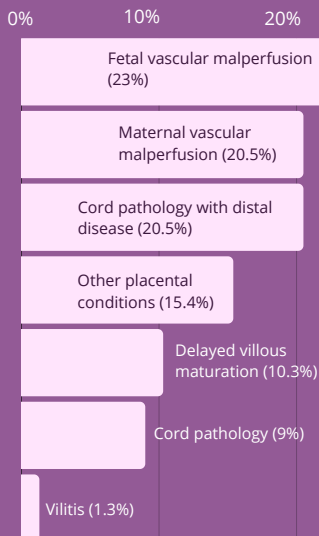 0% 10% 20%
Fetal vascular malperfusion
(23%)
Maternal vascular
malperfusion (20.5%)
Cord pathology with distal
disease (20.5%)
Other placental
conditions (15.4%)
Delayed villous
maturation (10.3%)
Cord pathology (9%)
Vilitis (1.3%)